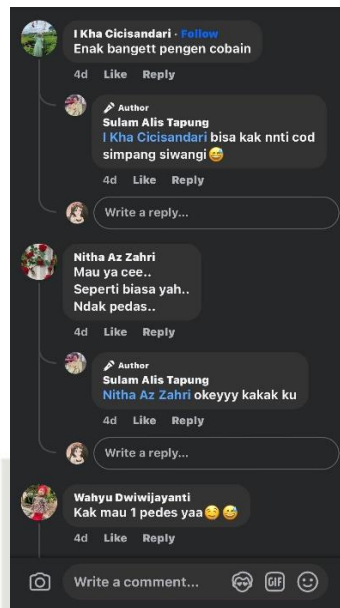 I Kha Cicisandari · Follow
Enak bangett pengen cobain
4d Like Reply
Author
Sulam Alis Tapung
I Kha Cicisandari bisa kak nnti cod
simpang siwangi😅
4d Like Reply
Write a reply...
Nitha Az Zahri
Mau ya cee..
Seperti biasa yah..
Ndak pedas..
4d Like Reply
Author
Sulam Alis Tapung
Nitha Az Zahri okeyyy kakak ku
4d Like Reply
Write a reply...
Wahyu Dwiwijayanti
Kak mau 1 pedes yaa😋😅
4d Like Reply
Write a comment...
GIF